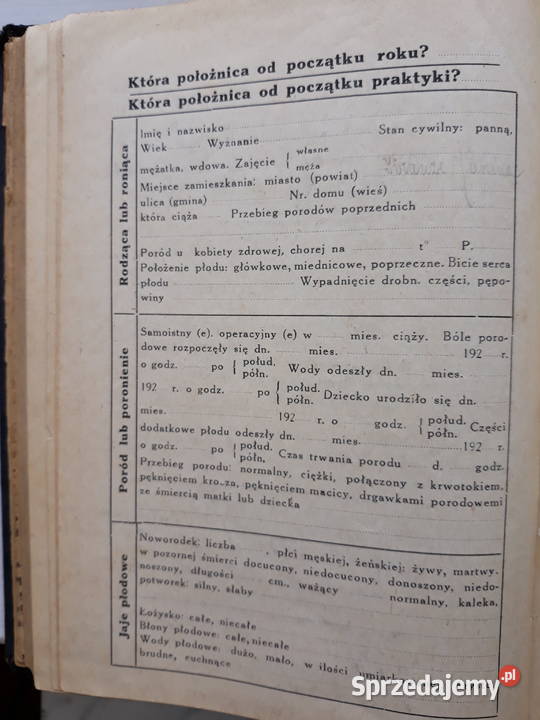 Która położnica od początku roku?
Która położnica od początku praktyki?
Rodząca lub roniąca
Imię i nazwisko
Stan cywilny: panną,
Wiek Wyznanie
mężatka, wdowa. Zajęcie { własne męża
Miejsce zamieszkania: miasto (powiat)
ulica (gmina) Nr. domu (wieś)
która ciąża Przebieg porodów poprzednich
Poród u kobiety zdrowej, chorej na t° P.
Położenie płodu: główkowe, miednicowe, poprzeczne. Bicie serca
płodu Wypadnięcie drobn. części, pępo-
winy
Poród lub poronienie
Samoistny (e). operacyjny (e) w mies. ciąży. Bóle poro-
dowe rozpoczęły się dn. mies. 192 r.
o godz. po { połud. półn. Wody odeszły dn. mies.
192 r. o godz. po { połud. półn. Dziecko urodziło się dn.
mies. 192 r. o godz. { połud. półn. Części
dodatkowe płodu odeszły dn. mies. 192 r.
o godz. po { połud. półn. Czas trwania porodu d. godz.
Przebieg porodu: normalny, ciężki, połączony z krwotokiem.
pęknięciem krocza, pęknięciem macicy, drgawkami porodowemi
ze śmiercią matki lub dziecka
Jaje płodowe
Noworodek: liczba , płci męskiej, żeńskiej: żywy, martwy.
w pozornej śmierci docucony, niedocucony, donoszony, niedo-
noszony, długości cm., ważący normalny, kaleka,
potworek: silny, słaby
Łożysko: całe, niecałe
Błony płodowe: całe, niecałe
Wody płodowe: dużo, mało, w ilości
brudne, cuchnące
Sprzedajemy.pl